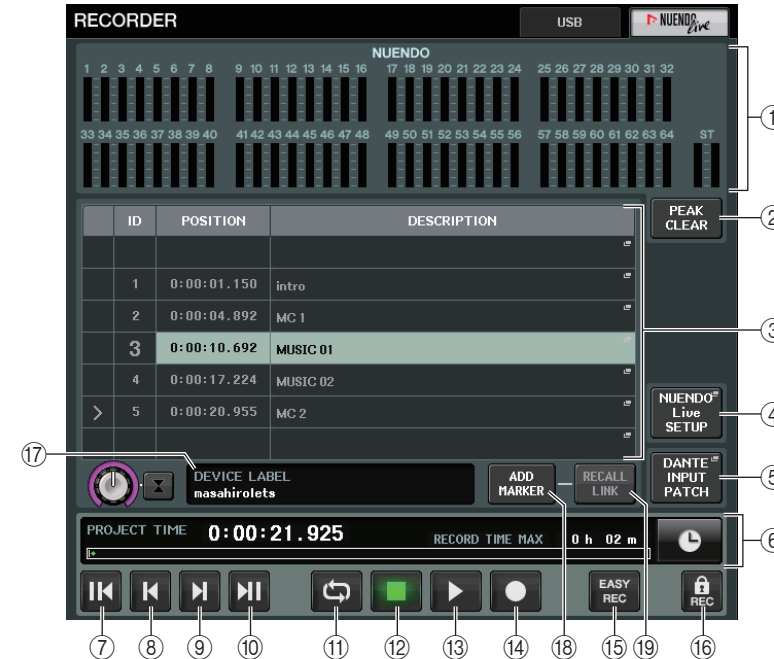 RECORDER
USB
NUENDO live
NUENDO
1 2 3 4 5 6 7 8 9 10 11 12 13 14 15 16 17 18 19 20 21 22 23 24 25 26 27 28 29 30 31 32
33 34 35 36 37 38 39 40 41 42 43 44 45 46 47 48 49 50 51 52 53 54 55 56 57 58 59 60 61 62 63 64 ST
①
PEAK CLEAR
②
ID POSITION DESCRIPTION
1 0:00:01.150 intro
2 0:00:04.892 MC 1
3 0:00:10.692 MUSIC 01
③
4 0:00:17.224 MUSIC 02
> 5 0:00:20.955 MC 2
NUENDO Live SETUP
④
⑰
DEVICE LABEL
masahirolets
ADD MARKER
RECALL LINK
DANTE INPUT PATCH
⑤
PROJECT TIME 0:00:21.925 RECORD TIME MAX 0 h 02 m
⑥
EASY REC
REC
⑦ ⑧ ⑨ ⑩ ⑪ ⑫ ⑬ ⑭ ⑱ ⑮ ⑲ ⑯